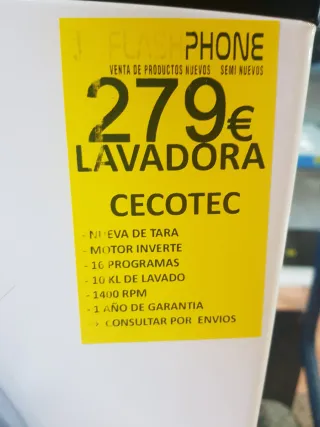 FLASHPHONE
VENTA DE PRODUCTOS NUEVOS SEMI NUEVOS
279€
LAVADORA
CECOTEC
- NUEVA DE TARA
- MOTOR INVERTE
- 16 PROGRAMAS
- 10 KL DE LAVADO
- 1400 RPM
- 1 AÑO DE GARANTIA
-> CONSULTAR POR ENVIOS